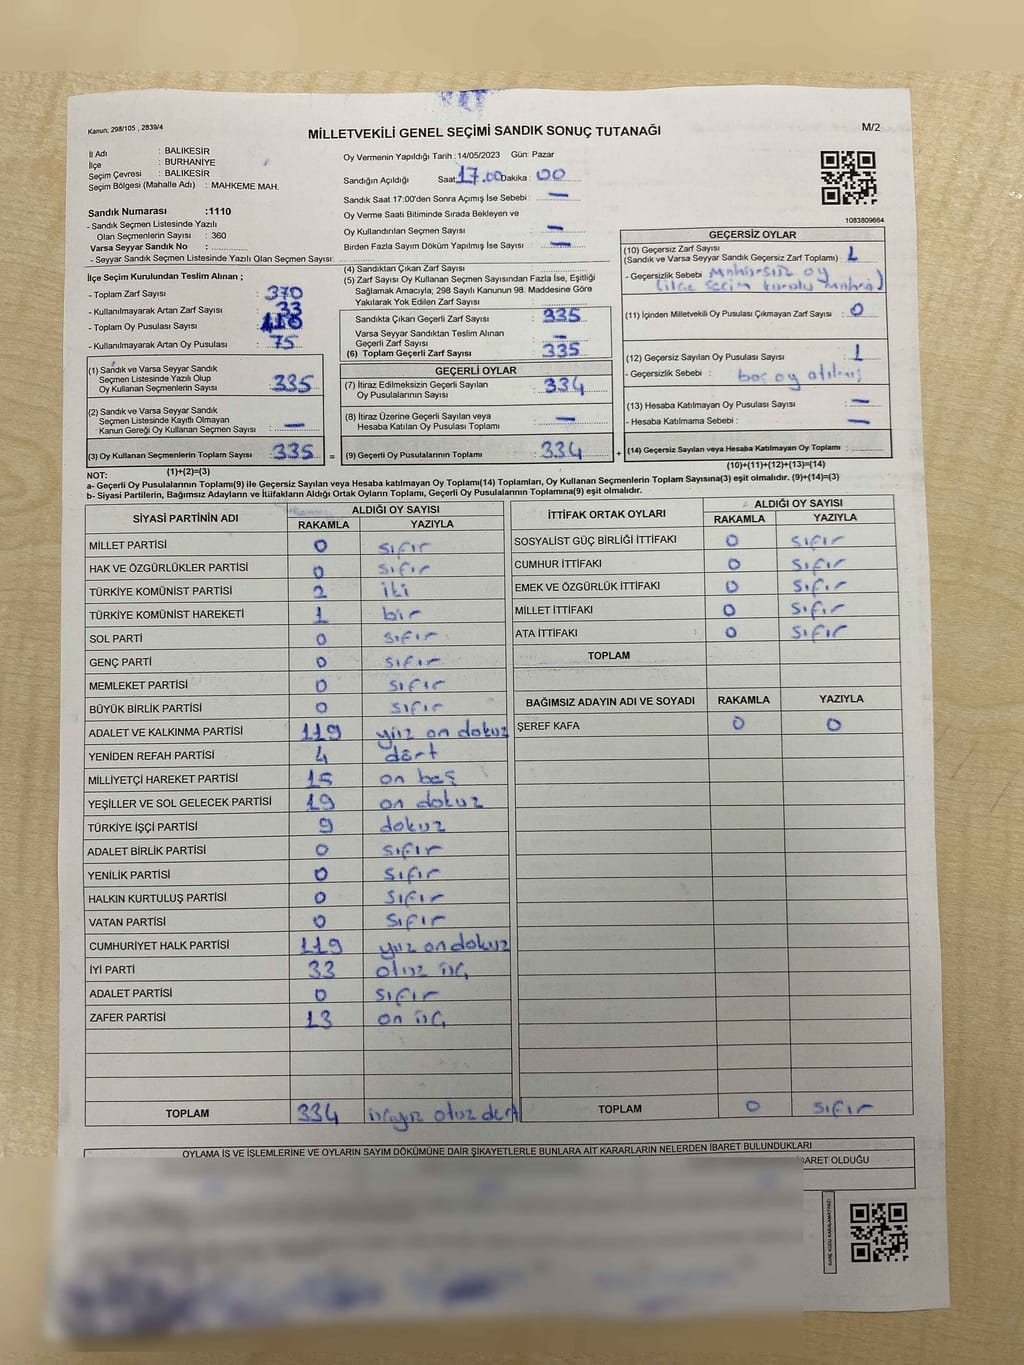 Kanun; 298/105 , 2839/4
MİLLETVEKİLİ GENEL SEÇİMİ SANDIK SONUÇ TUTANAĞI
M/2
İl Adı : BALIKESİR
İlçe : BURHANİYE
Seçim Çevresi : BALIKESİR
Seçim Bölgesi (Mahalle Adı) : MAHKEME MAH.
Oy Vermenin Yapıldığı Tarih :14/05/2023 Gün: Pazar
Sandığın Açıldığı Saat: 17.00 Dakika : 00
Sandık Saat 17:00'den Sonra Açımış İse Sebebi : —
Oy Verme Saati Bitiminde Sırada Bekleyen ve
Oy Kullandırılan Seçmen Sayısı : —
Birden Fazla Sayım Döküm Yapılmış İse Sayısı : —
1083809664
Sandık Numarası :1110
- Sandık Seçmen Listesinde Yazılı
Olan Seçmenlerin Sayısı : 360
Varsa Seyyar Sandık No :
- Seyyar Sandık Seçmen Listesinde Yazılı Olan Seçmen Sayısı:
İlçe Seçim Kurulundan Teslim Alınan ;
- Toplam Zarf Sayısı : 370
- Kullanılmayarak Artan Zarf Sayısı : 33
- Toplam Oy Pusulası Sayısı :
- Kullanılmayarak Artan Oy Pusulası : 75
(1) Sandık ve Varsa Seyyar Sandık
Seçmen Listesinde Yazılı Olup
Oy Kullanan Seçmenlerin Sayısı : 335
(2) Sandık ve Varsa Seyyar Sandık
Seçmen Listesinde Kayıtlı Olmayan
Kanun Gereği Oy Kullanan Seçmen Sayısı : —
(3) Oy Kullanan Seçmenlerin Toplam Sayısı : 335 =
(1)+(2)=(3)
(4) Sandıktan Çıkan Zarf Sayısı :
(5) Zarf Sayısı Oy Kullanan Seçmen Sayısından Fazla İse, Eşitliği
Sağlamak Amacıyla; 298 Sayılı Kanunun 98. Maddesine Göre
Yakılarak Yok Edilen Zarf Sayısı :
Sandıkta Çıkan Geçerli Zarf Sayısı : 335
Varsa Seyyar Sandıktan Teslim Alınan
Geçerli Zarf Sayısı : —
(6) Toplam Geçerli Zarf Sayısı : 335
GEÇERLİ OYLAR
(7) İtiraz Edilmeksizin Geçerli Sayılan
Oy Pusulalarının Sayısı : 334
(8) İtiraz Üzerine Geçerli Sayılan veya
Hesaba Katılan Oy Pusulası Toplamı : —
(9) Geçerli Oy Pusulalarının Toplamı : 334 +
GEÇERSİZ OYLAR
(10) Geçersiz Zarf Sayısı
(Sandık ve Varsa Seyyar Sandık Geçersiz Zarf Toplamı) : 1
- Geçersizlik Sebebi : mühürsüz oy
(ilçe seçim kurulu mührü)
(11) İçinden Milletvekili Oy Pusulası Çıkmayan Zarf Sayısı : 0
(12) Geçersiz Sayılan Oy Pusulası Sayısı : 1
- Geçersizlik Sebebi : boş oy atılmış
(13) Hesaba Katılmayan Oy Pusulası Sayısı : —
- Hesaba Katılmama Sebebi : —
(14) Geçersiz Sayılan veya Hesaba Katılmayan Oy Toplamı :
(10)+(11)+(12)+(13)=(14)
NOT:
a- Geçerli Oy Pusulalarının Toplamı(9) ile Geçersiz Sayılan veya Hesaba katılmayan Oy Toplamı(14) Toplamları, Oy Kullanan Seçmenlerin Toplam Sayısına(3) eşit olmalıdır. (9)+(14)=(3)
b- Siyasi Partilerin, Bağımsız Adayların ve İtüfakların Aldığı Ortak Oyların Toplamı, Geçerli Oy Pusulalarının Toplamına(9) eşit olmalıdır.
SİYASİ PARTİNİN ADI ALDIĞI OY SAYISI
RAKAMLA YAZIYLA
MİLLET PARTİSİ 0 sıfır
HAK VE ÖZGÜRLÜKLER PARTİSİ 0 sıfır
TÜRKİYE KOMÜNİST PARTİSİ 2 iki
TÜRKİYE KOMÜNİST HAREKETİ 1 bir
SOL PARTİ 0 sıfır
GENÇ PARTİ 0 sıfır
MEMLEKET PARTİSİ 0 sıfır
BÜYÜK BİRLİK PARTİSİ 0 sıfır
ADALET VE KALKINMA PARTİSİ 119 yüz on dokuz
YENİDEN REFAH PARTİSİ 4 dört
MİLLİYETÇİ HAREKET PARTİSİ 15 on beş
YEŞİLLER VE SOL GELECEK PARTİSİ 19 on dokuz
TÜRKİYE İŞÇİ PARTİSİ 9 dokuz
ADALET BİRLİK PARTİSİ 0 sıfır
YENİLİK PARTİSİ 0 sıfır
HALKIN KURTULUŞ PARTİSİ 0 sıfır
VATAN PARTİSİ 0 sıfır
CUMHURİYET HALK PARTİSİ 119 yüz on dokuz
İYİ PARTİ 33 otuz üç
ADALET PARTİSİ 0 sıfır
ZAFER PARTİSİ 13 on üç
TOPLAM 334 üçyüz otuz dört
İTTİFAK ORTAK OYLARI ALDIĞI OY SAYISI
RAKAMLA YAZIYLA
SOSYALİST GÜÇ BİRLİĞİ İTTİFAKI 0 sıfır
CUMHUR İTTİFAKI 0 sıfır
EMEK VE ÖZGÜRLÜK İTTİFAKI 0 sıfır
MİLLET İTTİFAKI 0 sıfır
ATA İTTİFAKI 0 sıfır
TOPLAM
BAĞIMSIZ ADAYIN ADI VE SOYADI RAKAMLA YAZIYLA
ŞEREF KAFA 0 0
TOPLAM 0 sıfır
OYLAMA İŞ VE İŞLEMLERİNE VE OYLARIN SAYIM DÖKÜMÜNE DAİR ŞİKAYETLERLE BUNLARA AİT KARARLARIN NELERDEN İBARET BULUNDUKLARI
İBARET OLDUĞU